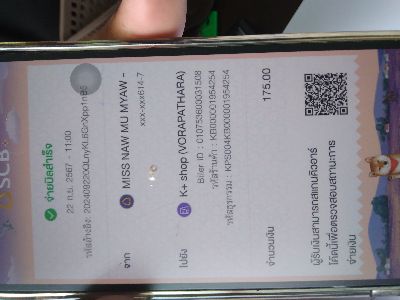 SCB
จ่ายบิลสำเร็จ
22 ก.ย. 2567 - 11:00
รหัสอ้างอิง:
จาก MISS NAW MU MYAW -
xxx-xxx614-7
ไปยัง K+ shop (VORAPATHARA)
Biller ID : 010753600031508
รหัสร้านค้า : KB000001954254
รหัสธุรกรรม : KPS004KB000001954254
จำนวนเงิน 175.00
ผู้รับเงินสามารถสแกนคิวอาร์
โค้ดนี้เพื่อตรวจสอบสถานะการ
จ่ายเงิน